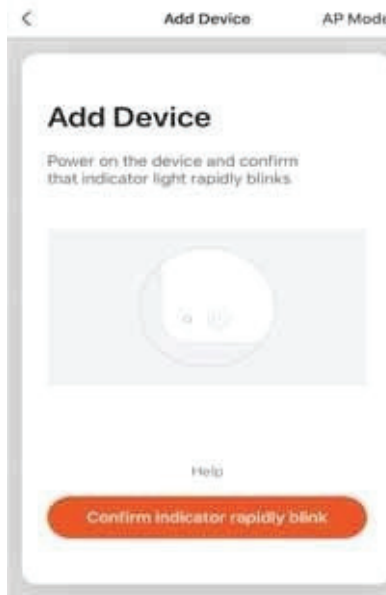 Add Device
AP Mode
Add Device
Power on the device and confirm
that indicator light rapidly blinks
Help
Confirm indicator rapidly blink